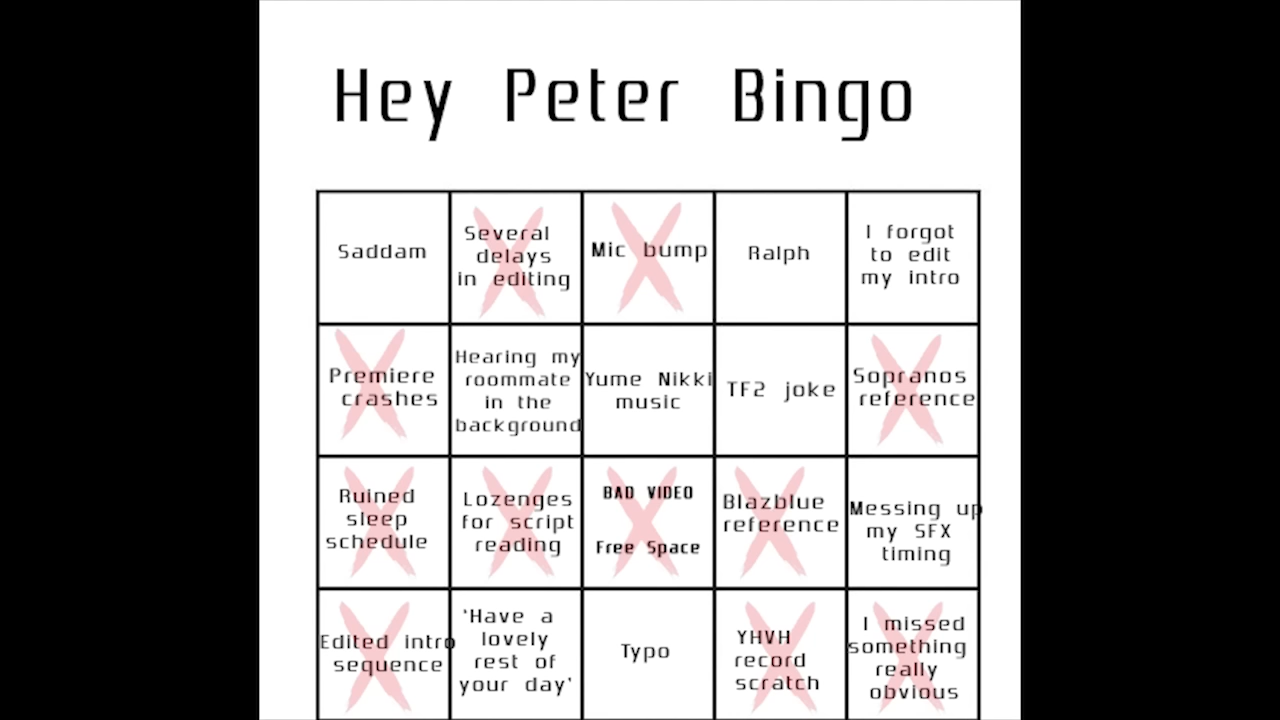 Hey Peter Bingo
Saddam
Several
delays
in editing
Mic bump
Ralph
I forgot
to edit
my intro
Premiere
crashes
Hearing my
roommate
in the
background
Yume Nikki
music
TF2 joke
Sopranos
reference
Ruined
sleep
schedule
Lozenges
for script
reading
BAD VIDEO
Free Space
Blazblue
reference
Messing up
my SFX
timing
Edited intro
sequence
'Have a
lovely
rest of
your day'
Typo
YHVH
record
scratch
I missed
something
really
obvious